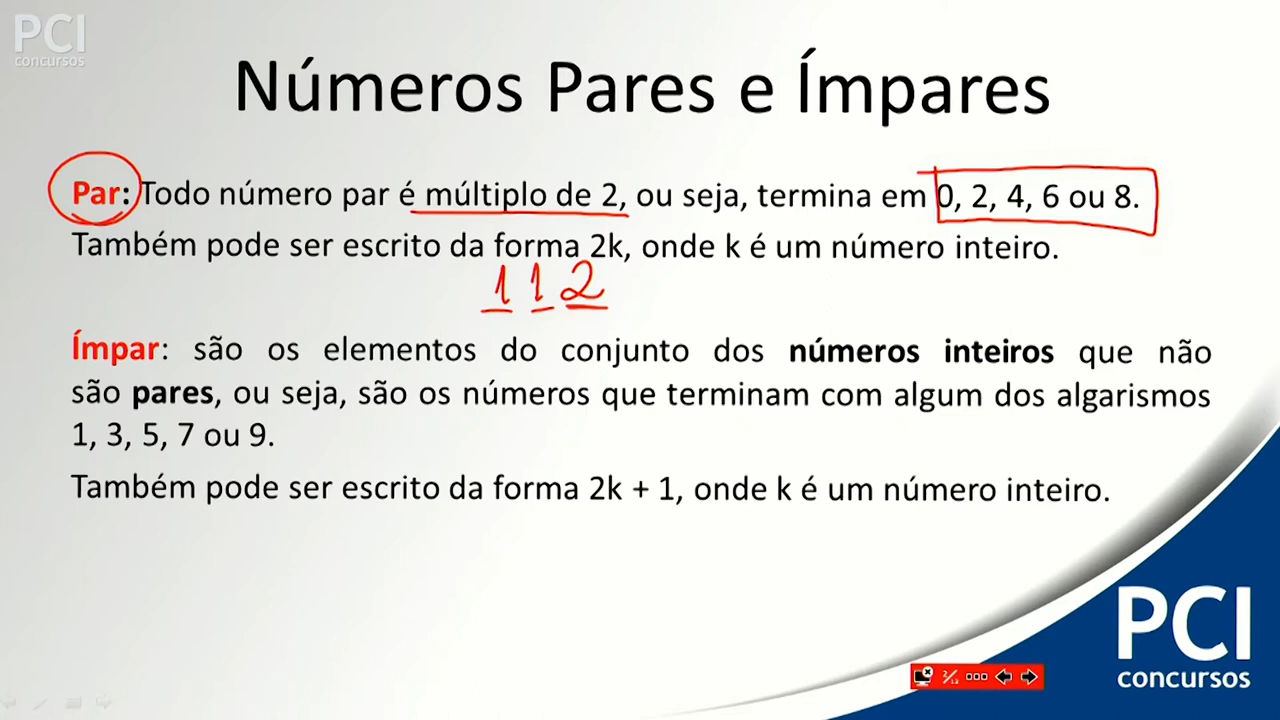 PCI
concursos
Números Pares e Ímpares
Par: Todo número par é múltiplo de 2, ou seja, termina em 0, 2, 4, 6 ou 8.
Também pode ser escrito da forma 2k, onde k é um número inteiro.
1 1 2
Ímpar: são os elementos do conjunto dos números inteiros que não
são pares, ou seja, são os números que terminam com algum dos algarismos
1, 3, 5, 7 ou 9.
Também pode ser escrito da forma 2k + 1, onde k é um número inteiro.
PCI
concursos